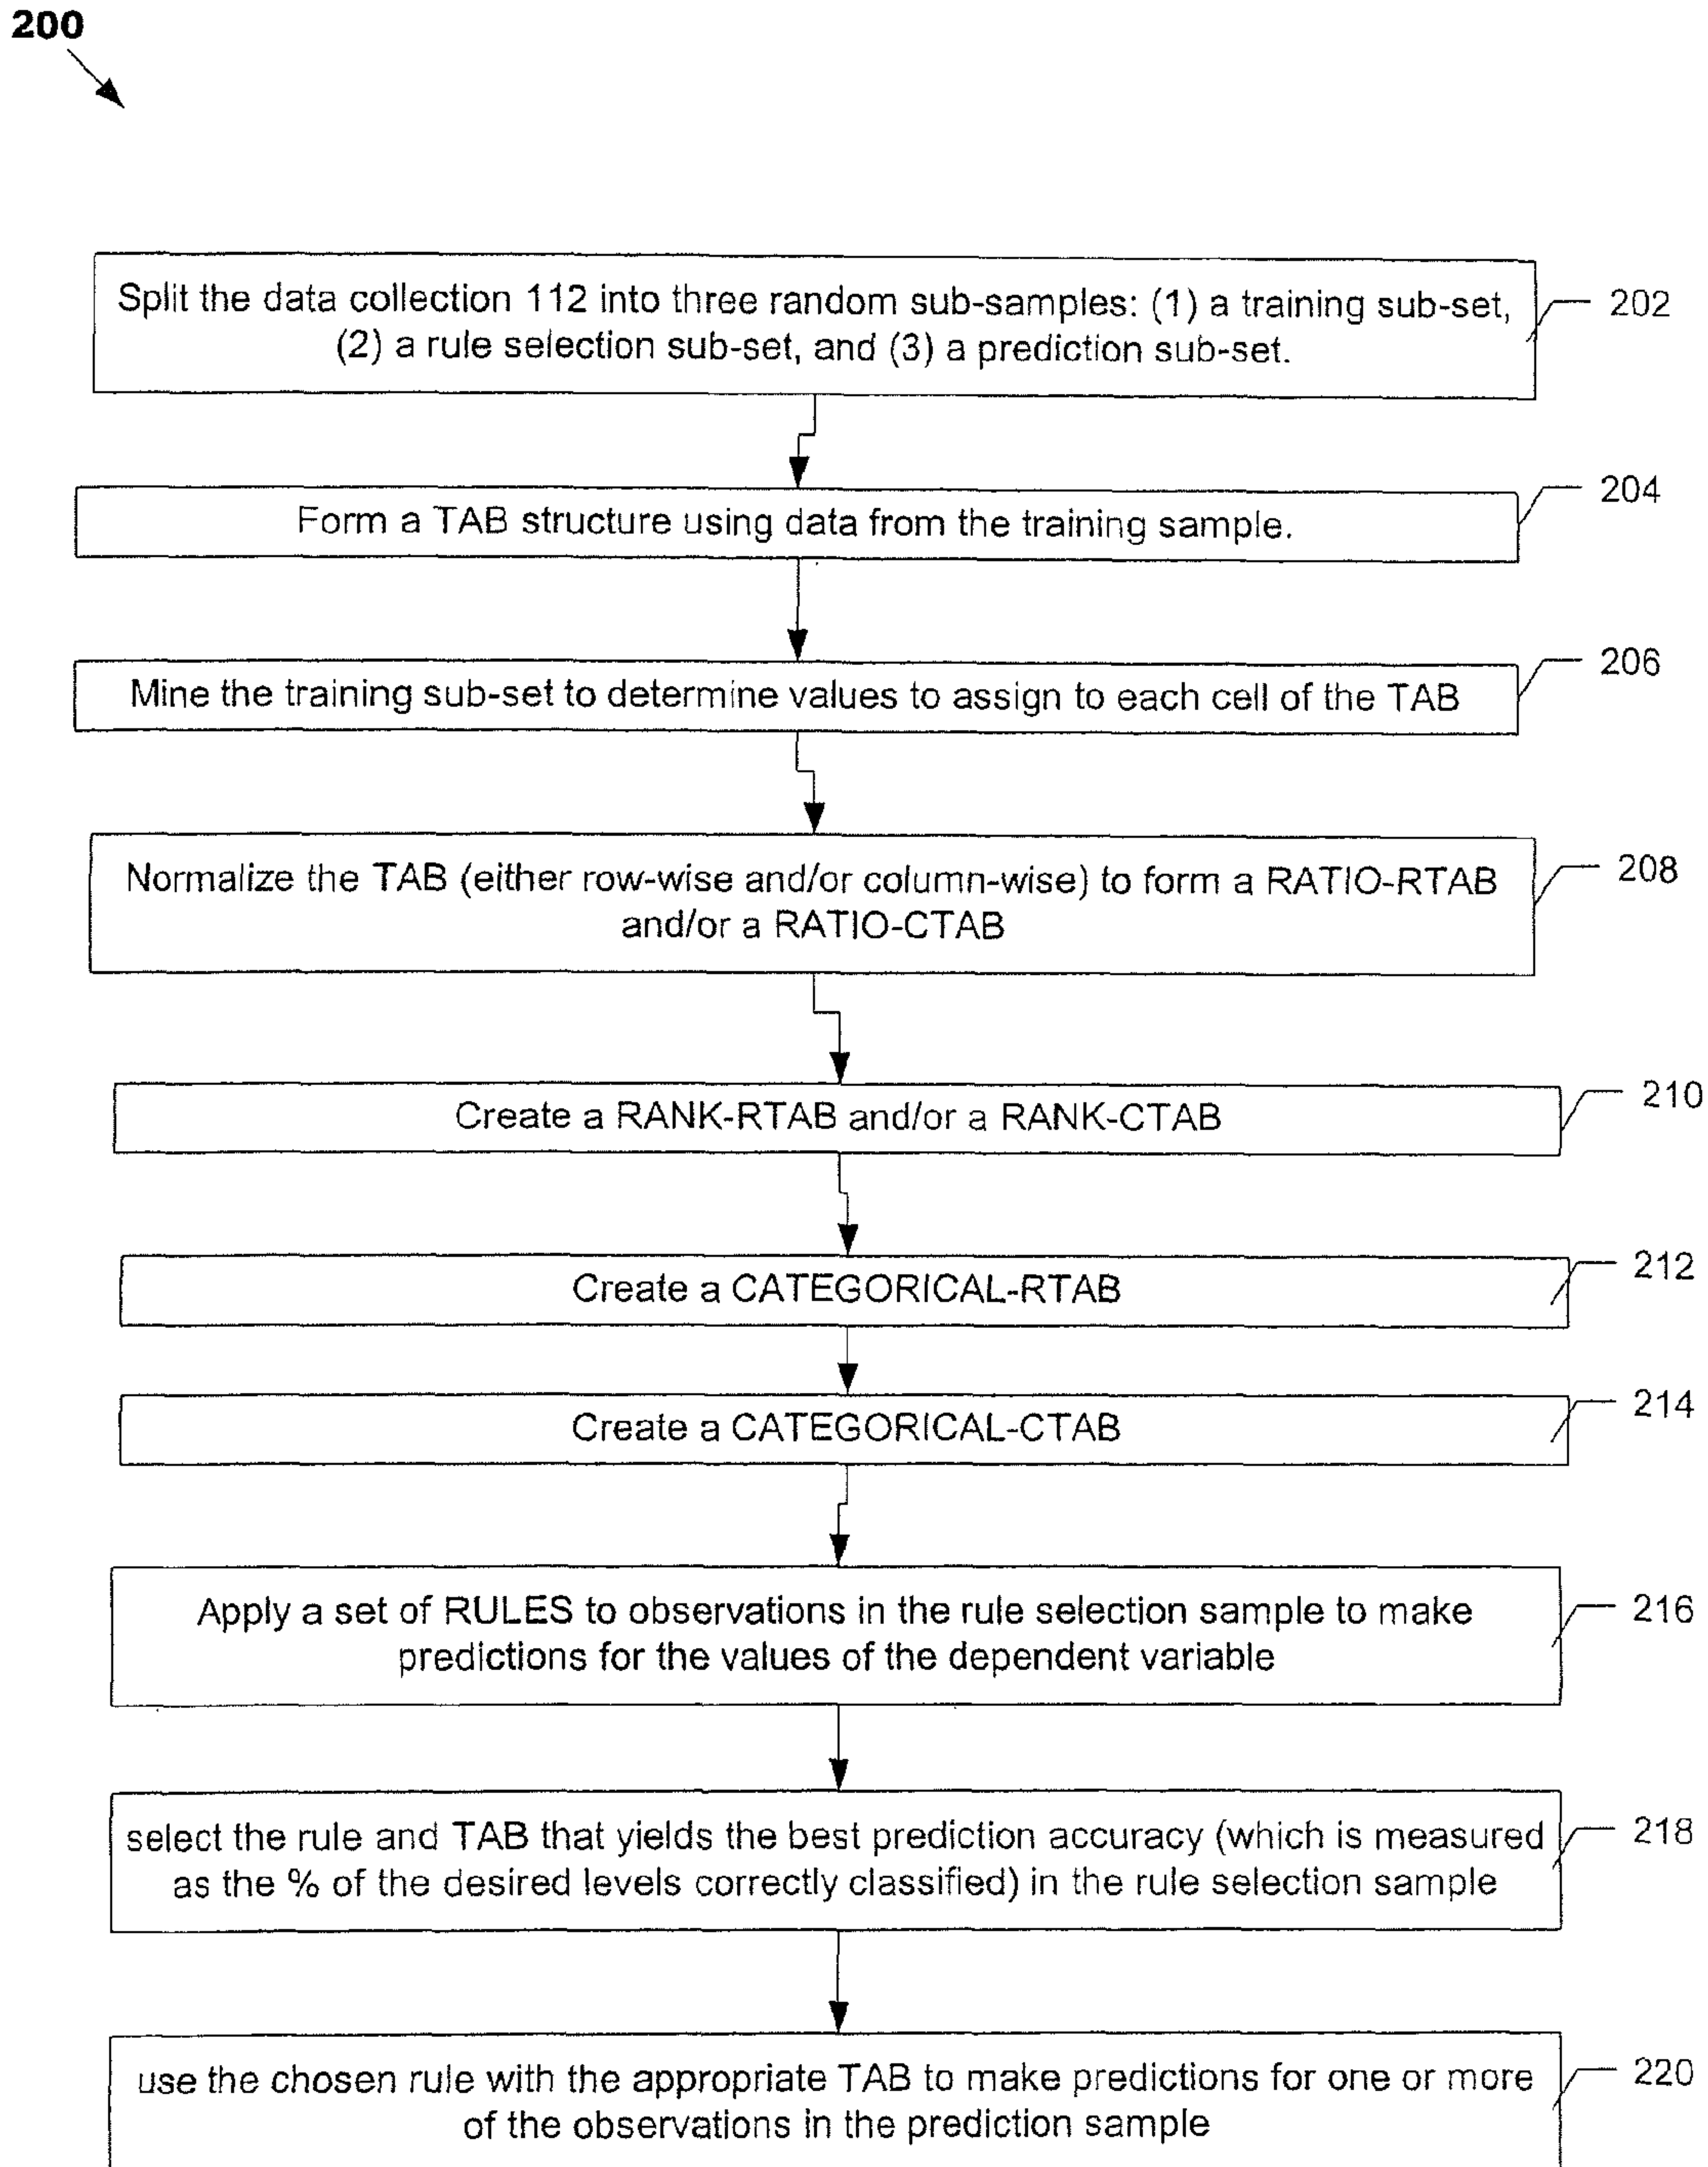 200
Split the data collection 112 into three random sub-samples: (1) a training sub-set,
(2) a rule selection sub-set, and (3) a prediction sub-set.
202
Form a TAB structure using data from the training sample.
204
Mine the training sub-set to determine values to assign to each cell of the TAB
206
Normalize the TAB (either row-wise and/or column-wise) to form a RATIO-RTAB
and/or a RATIO-CTAB
208
Create a RANK-RTAB and/or a RANK-CTAB
210
Create a CATEGORICAL-RTAB
212
Create a CATEGORICAL-CTAB
214
Apply a set of RULES to observations in the rule selection sample to make
predictions for the values of the dependent variable
216
select the rule and TAB that yields the best prediction accuracy (which is measured
as the % of the desired levels correctly classified) in the rule selection sample
218
use the chosen rule with the appropriate TAB to make predictions for one or more
of the observations in the prediction sample
220